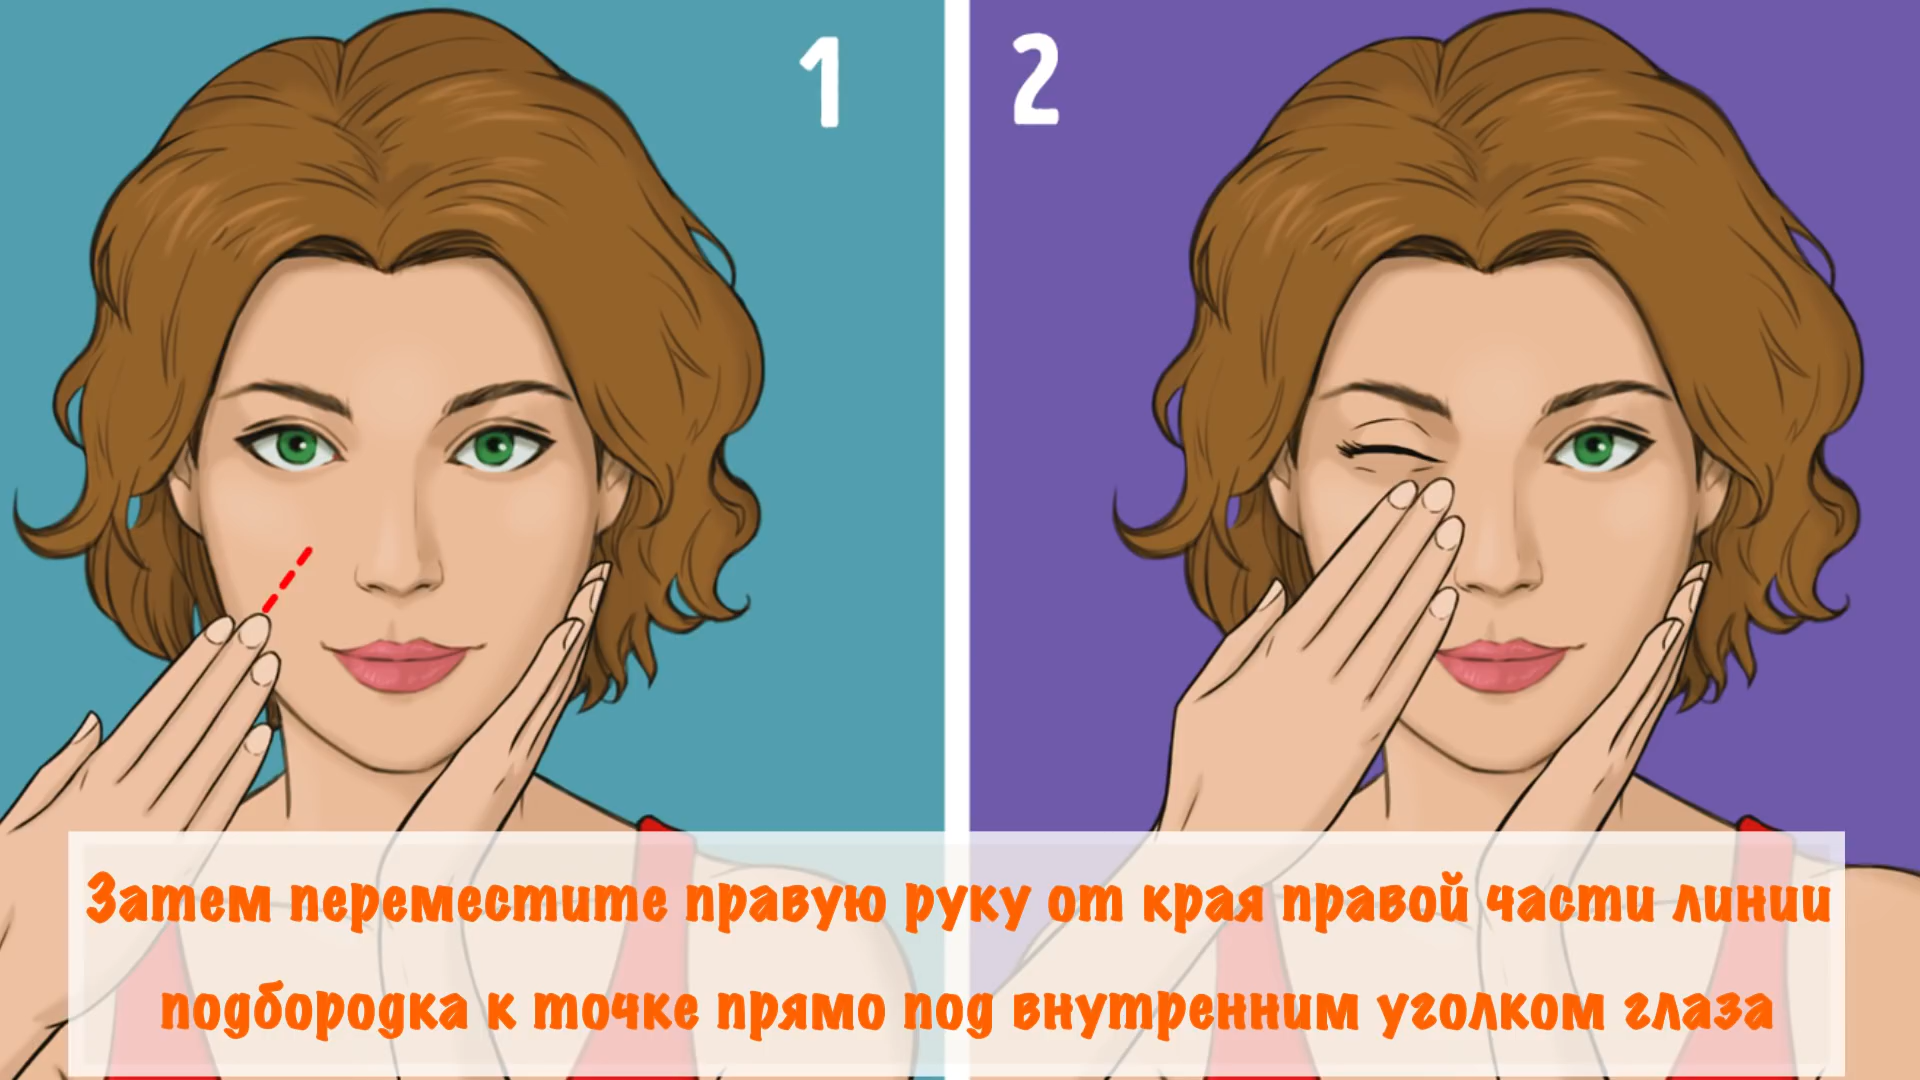 1
2
Затем переместите правую руку от края правой части линии
подбородка к точке прямо под внутренним уголком глаза